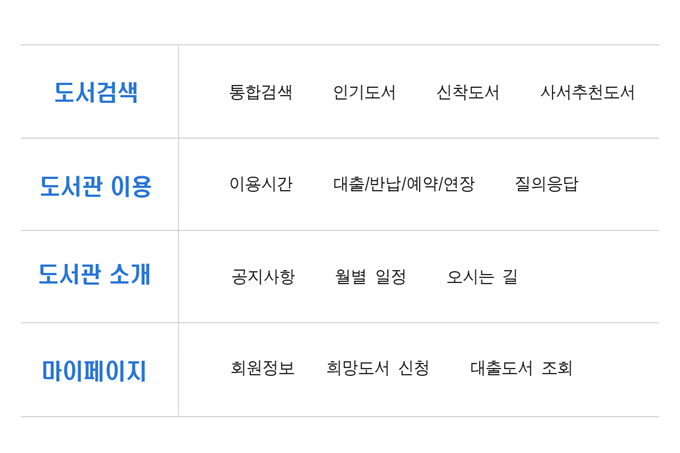 도서검색 통합검색 인기도서 신착도서 사서추천도서
도서관 이용 이용시간 대출/반납/예약/연장 질의응답
도서관 소개 공지사항 월별 일정 오시는 길
마이페이지 회원정보 희망도서 신청 대출도서 조회